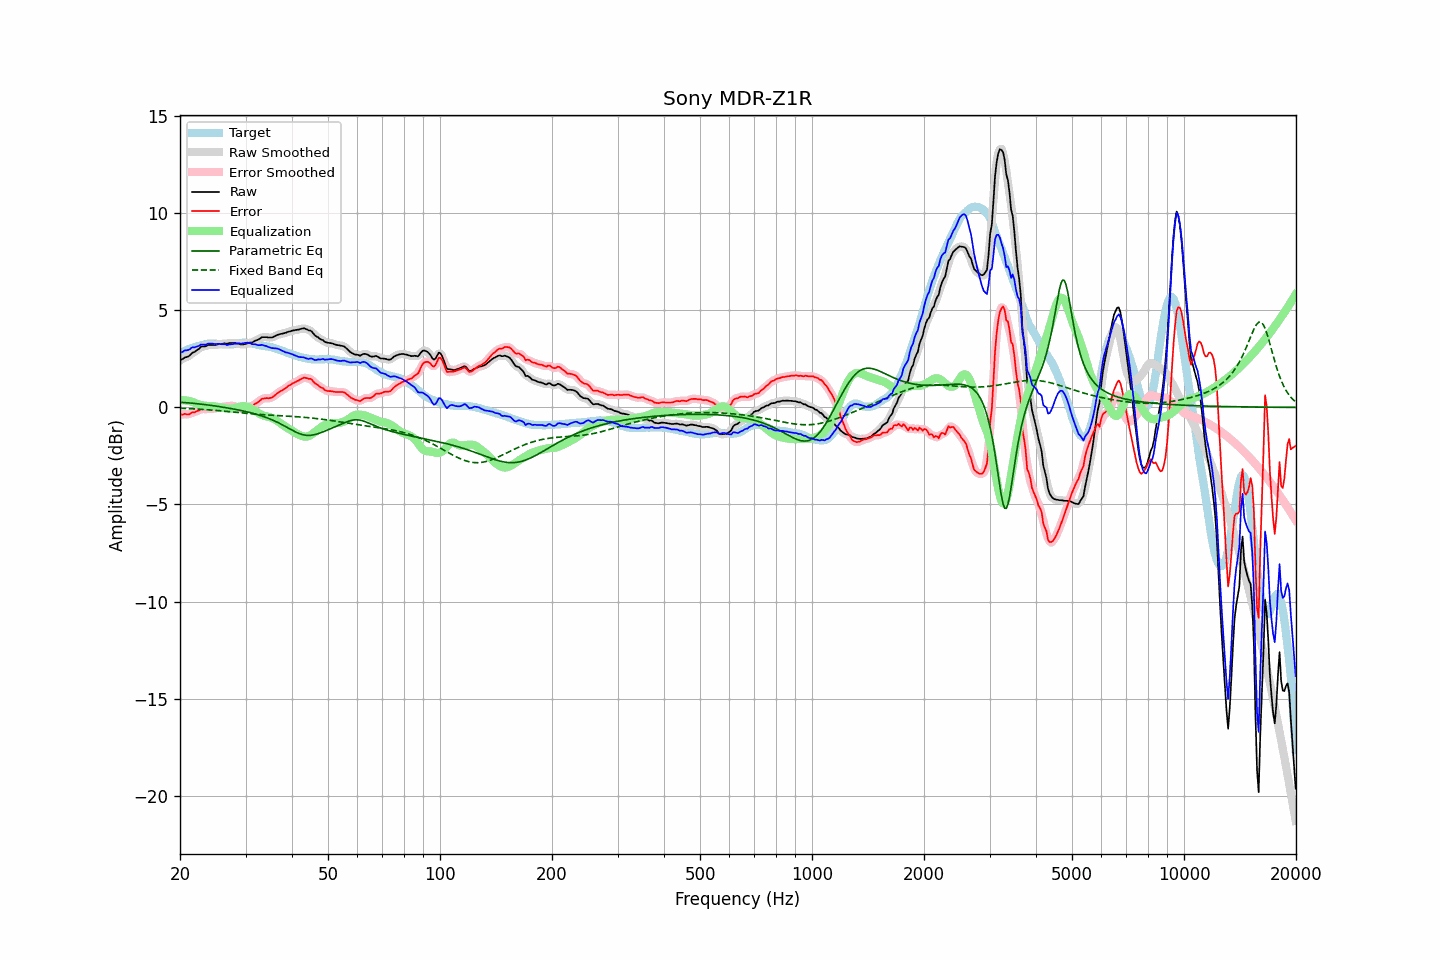 Sony MDR-Z1R
15
10
5
0
−5
−10
−15
−20
Amplitude (dBr)
Target
Raw Smoothed
Error Smoothed
Raw
Error
Equalization
Parametric Eq
Fixed Band Eq
Equalized
20
50
100
200
500
1000
2000
5000
10000
20000
Frequency (Hz)